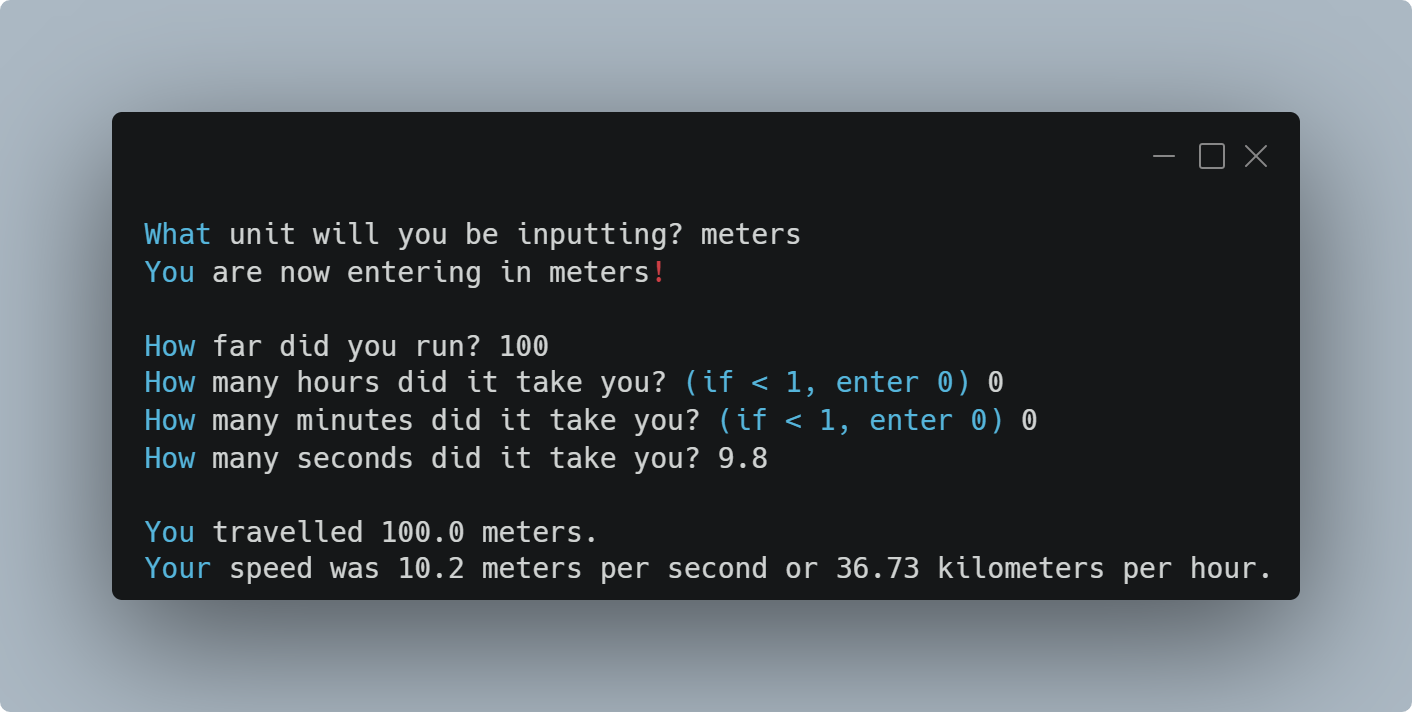 What unit will you be inputting? meters
You are now entering in meters!
How far did you run? 100
How many hours did it take you? (if < 1, enter 0) 0
How many minutes did it take you? (if < 1, enter 0) 0
How many seconds did it take you? 9.8
You travelled 100.0 meters.
Your speed was 10.2 meters per second or 36.73 kilometers per hour.